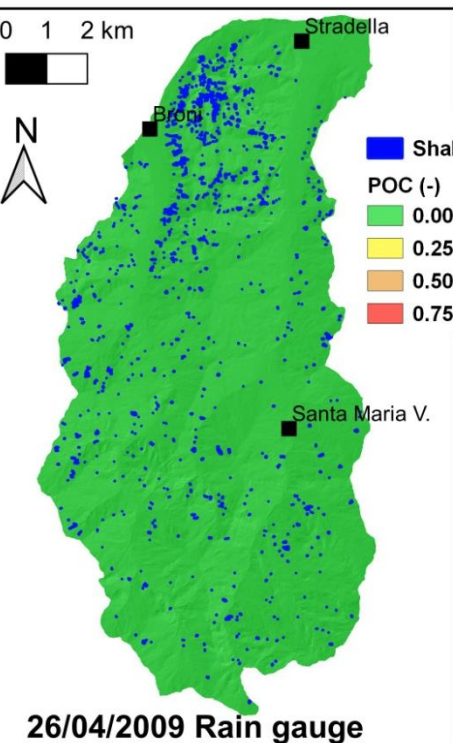 0 1 2 km
Stradella
Broni
N
Shal
POC (-)
0.00
0.25
0.50
0.75
Santa Maria V.
26/04/2009 Rain gauge